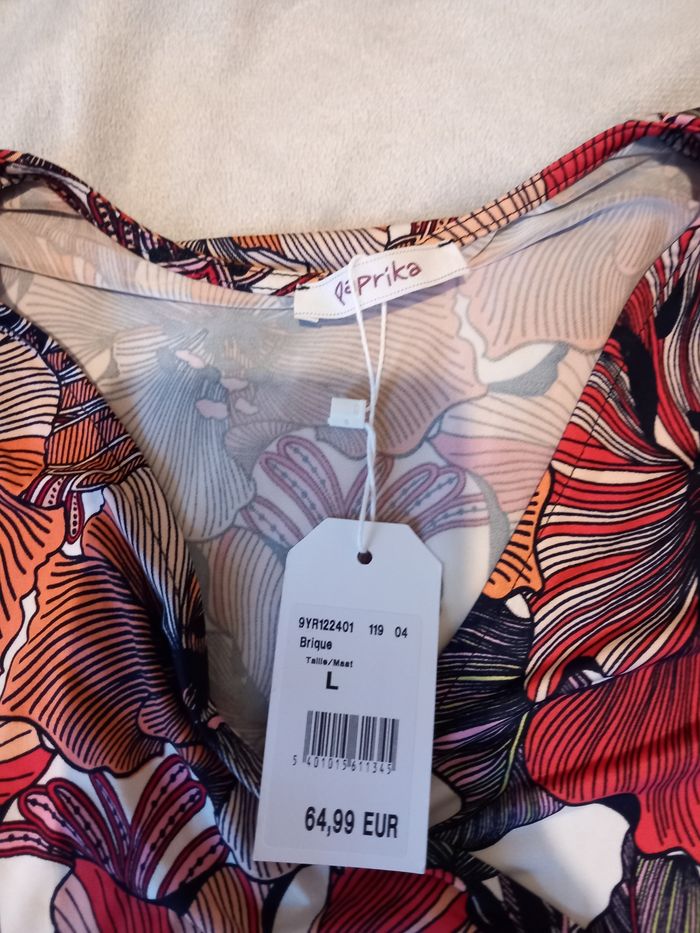 paprika
9YR122401 119 04
Brique
Taille/Maat
L
5 401015 611345
64,99 EUR